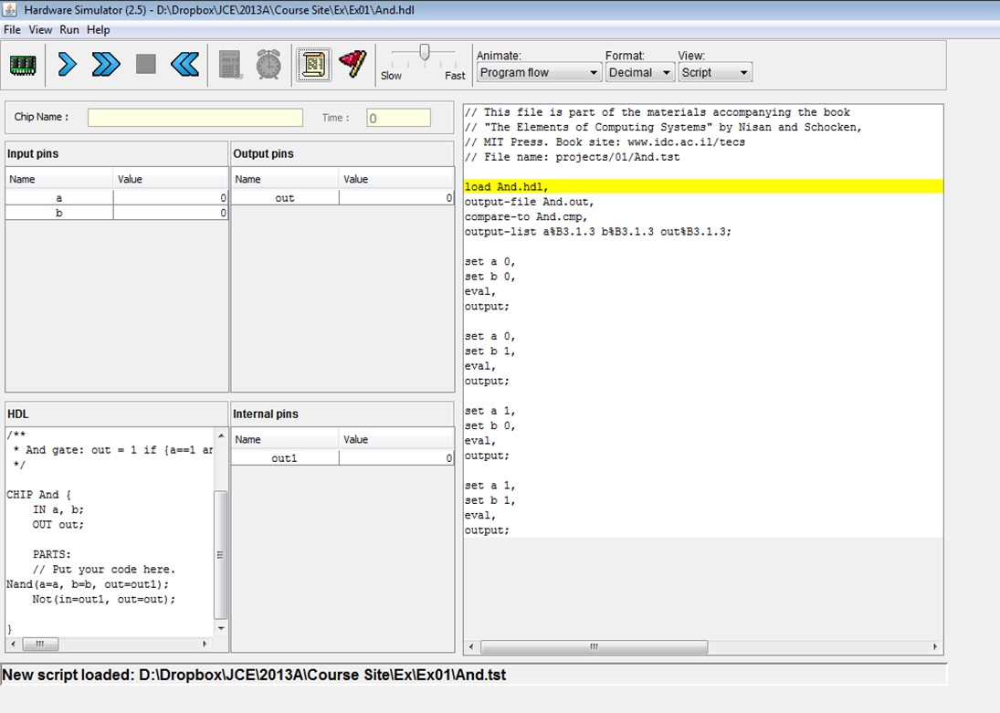 Hardware Simulator (2.5) - D:\Dropbox\JCE\2013A\Course Site\Ex\Ex01\And.hdl
File View Run Help
Slow Fast
Animate: Format: View:
Program flow Decimal Script
Chip Name : Time : 0
Input pins Output pins
Name Value Name Value
a 0 out 0
b 0
HDL Internal pins
/**
 * And gate: out = 1 if {a==1 an
 */

CHIP And {
    IN a, b;
    OUT out;

    PARTS:
    // Put your code here.
Nand(a=a, b=b, out=out1);
    Not(in=out1, out=out);

}
Name Value
out1 0
// This file is part of the materials accompanying the book
// "The Elements of Computing Systems" by Nisan and Schocken,
// MIT Press. Book site: www.idc.ac.il/tecs
// File name: projects/01/And.tst

load And.hdl,
output-file And.out,
compare-to And.cmp,
output-list a%B3.1.3 b%B3.1.3 out%B3.1.3;

set a 0,
set b 0,
eval,
output;

set a 0,
set b 1,
eval,
output;

set a 1,
set b 0,
eval,
output;

set a 1,
set b 1,
eval,
output;
New script loaded: D:\Dropbox\JCE\2013A\Course Site\Ex\Ex01\And.tst